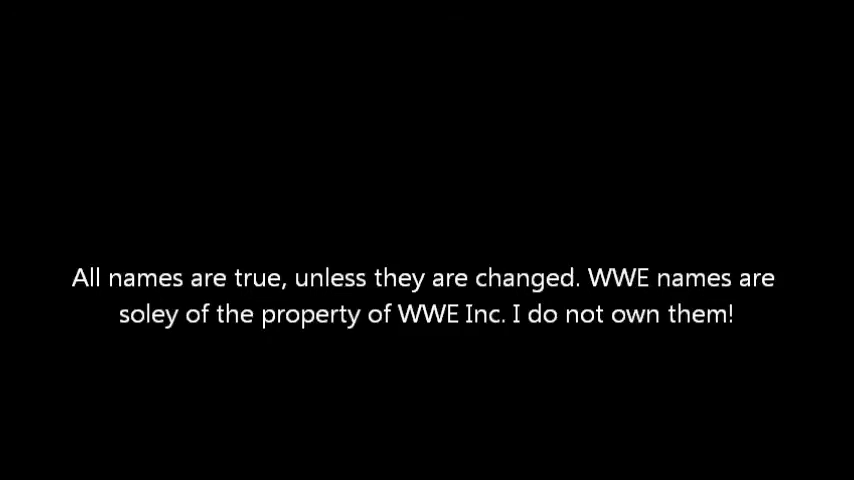 All names are true, unless they are changed. WWE names are
soley of the property of WWE Inc. I do not own them!